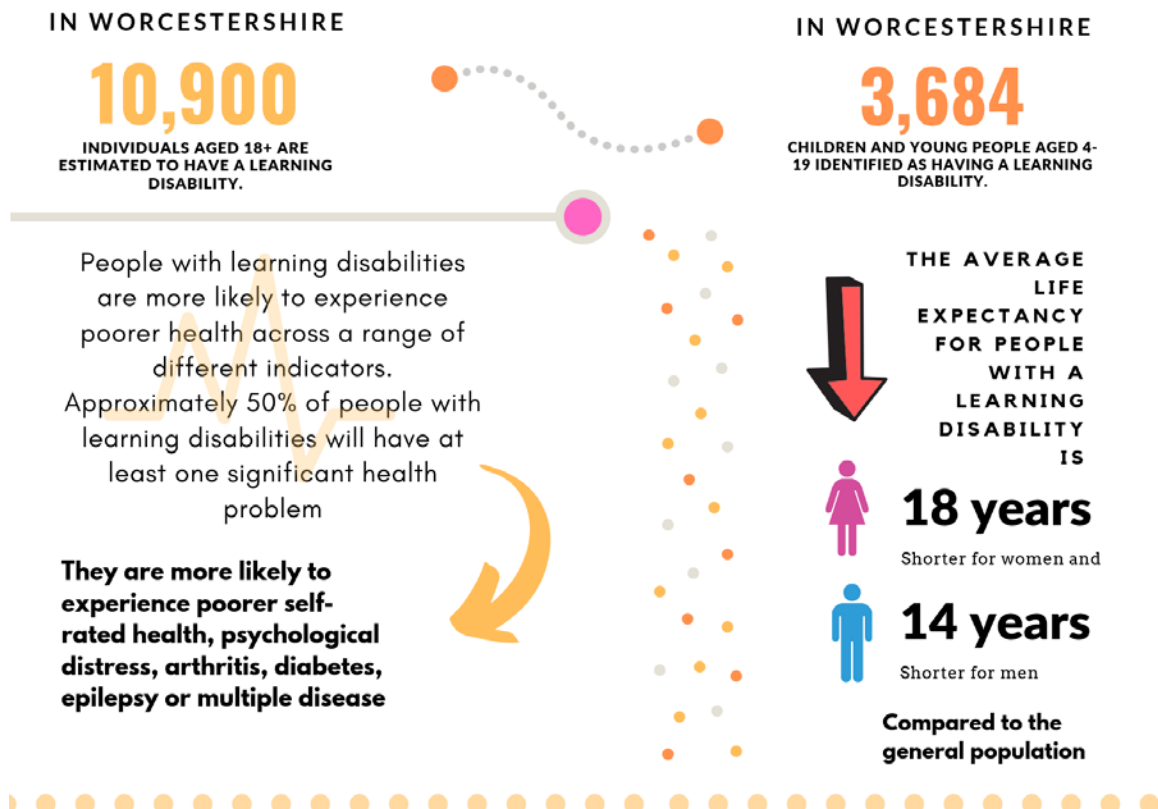 IN WORCESTERSHIRE
10,900
INDIVIDUALS AGED 18+ ARE
ESTIMATED TO HAVE A LEARNING
DISABILITY.
IN WORCESTERSHIRE
3,684
CHILDREN AND YOUNG PEOPLE AGED 4-
19 IDENTIFIED AS HAVING A LEARNING
DISABILITY.
People with learning disabilities
are more likely to experience
poorer health across a range of
different indicators.
Approximately 50% of people with
learning disabilities will have at
least one significant health
problem
They are more likely to
experience poorer self-
rated health, psychological
distress, arthritis, diabetes,
epilepsy or multiple disease
THE AVERAGE
LIFE
EXPECTANCY
FOR PEOPLE
WITH A
LEARNING
DISABILITY
IS
18 years
Shorter for women and
14 years
Shorter for men
Compared to the
general population